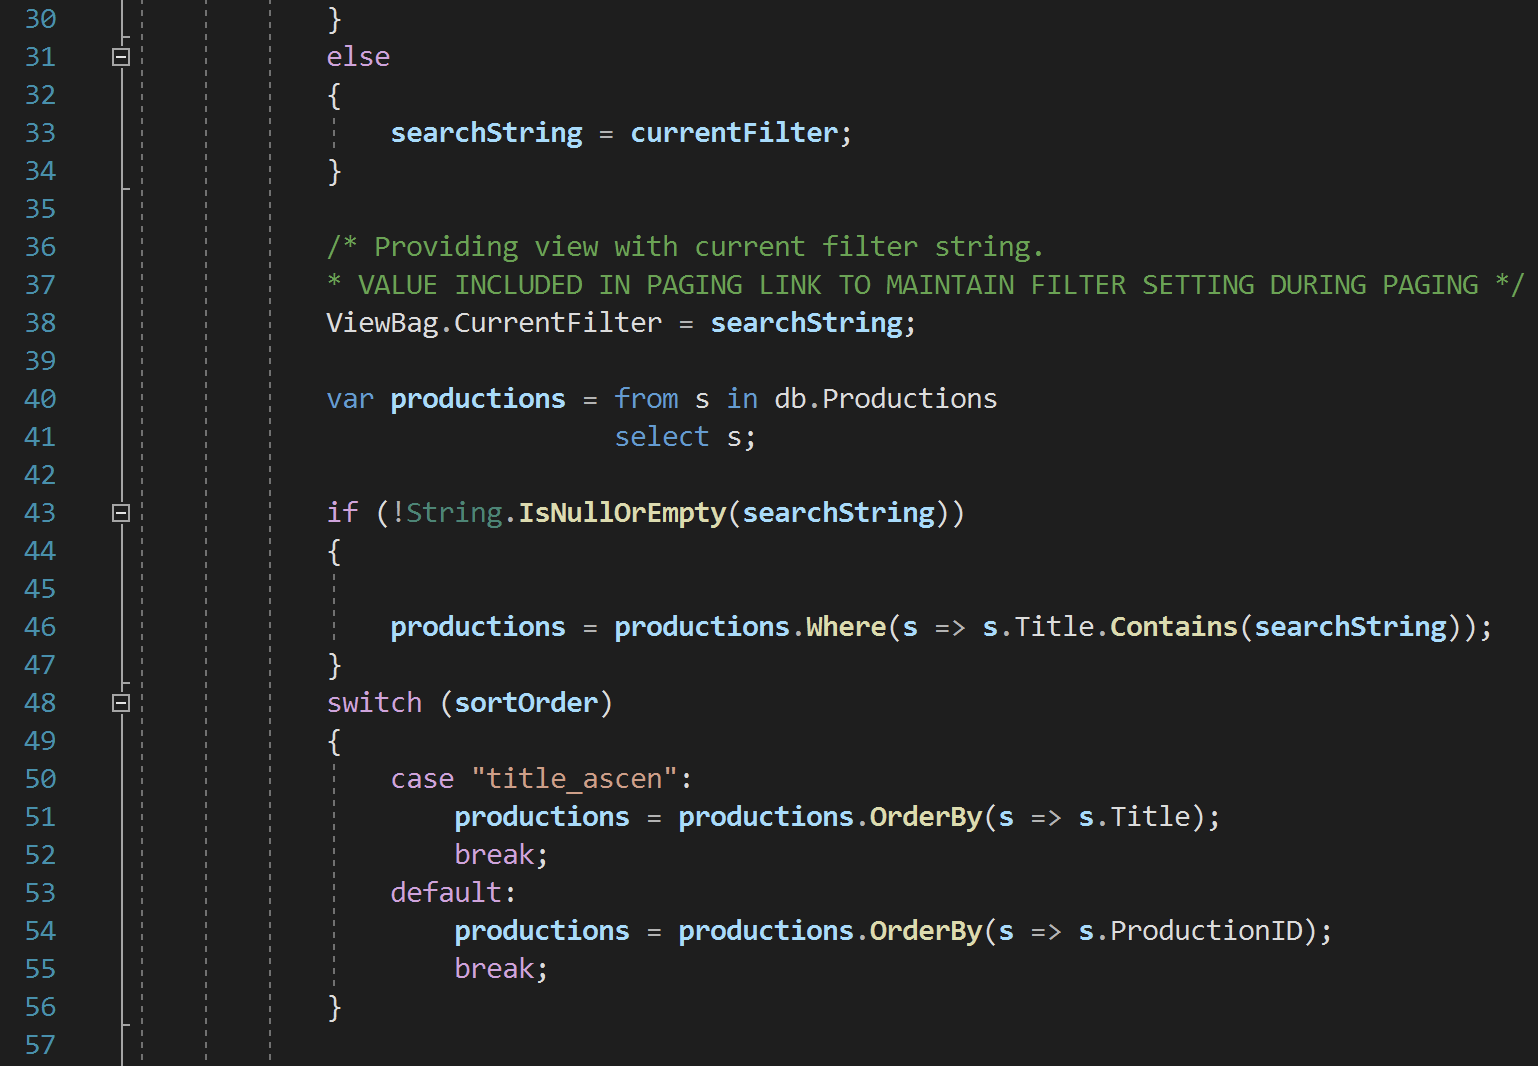 30 }
31 else
32 {
33 searchString = currentFilter;
34 }
35
36 /* Providing view with current filter string.
37 * VALUE INCLUDED IN PAGING LINK TO MAINTAIN FILTER SETTING DURING PAGING */
38 ViewBag.CurrentFilter = searchString;
39
40 var productions = from s in db.Productions
41 select s;
42
43 if (!String.IsNullOrEmpty(searchString))
44 {
45
46 productions = productions.Where(s => s.Title.Contains(searchString));
47 }
48 switch (sortOrder)
49 {
50 case "title_ascen":
51 productions = productions.OrderBy(s => s.Title);
52 break;
53 default:
54 productions = productions.OrderBy(s => s.ProductionID);
55 break;
56 }
57